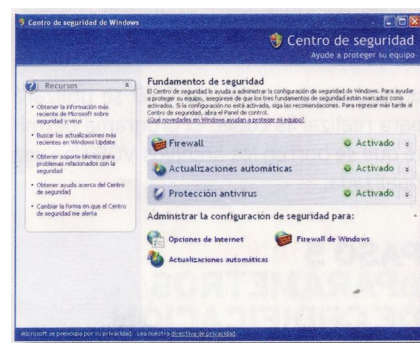 Centro de seguridad de Windows
Centro de seguridad
Ayude a proteger su equipo
Recursos
• Obtener la información más
reciente de Microsoft sobre
seguridad y virus
• Buscar las actualizaciones más
recientes en Windows Update
• Obtener soporte técnico para
problemas relacionados con la
seguridad
• Obtener ayuda acerca del Centro
de seguridad
• Cambiar la forma en que el Centro
de seguridad me alerta
Fundamentos de seguridad
El Centro de seguridad le ayuda a administrar la configuración de seguridad de Windows. Para ayudar
a proteger su equipo, asegúrese de que los tres fundamentos de seguridad estén marcados como
activados. Si la configuración no está activada, siga las recomendaciones. Para regresar más tarde al
Centro de seguridad, abra el Panel de control.
¿Qué novedades en Windows ayudan a proteger mi equipo?
Firewall Activado
Actualizaciones automáticas Activado
Protección antivirus Activado
Administrar la configuración de seguridad para:
Opciones de Internet Firewall de Windows
Actualizaciones automáticas
Microsoft se preocupa por su privacidad. Lea nuestra directiva de privacidad.